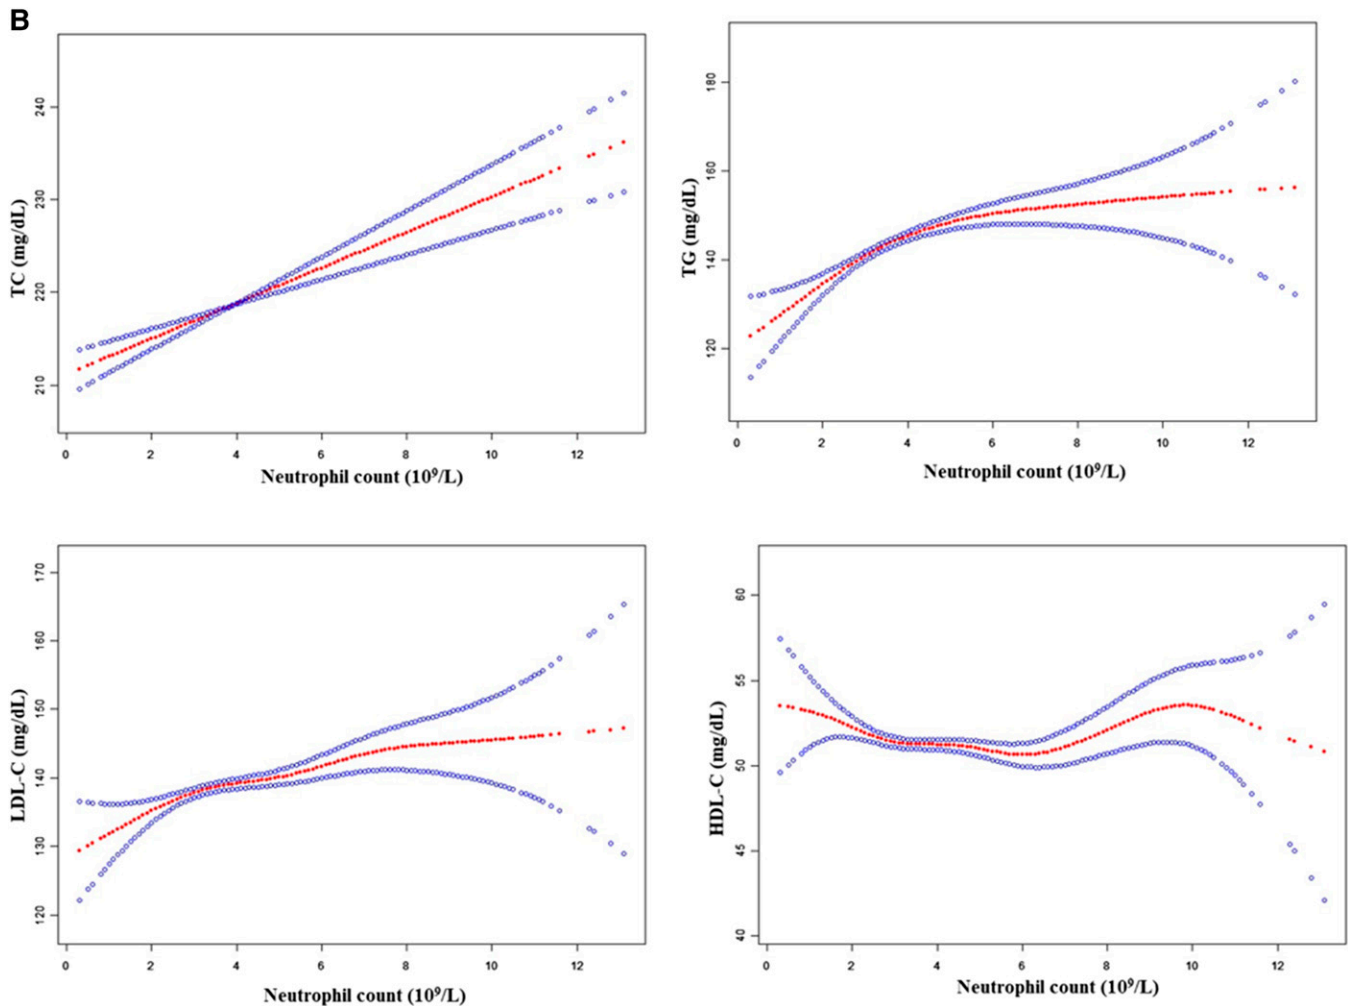 B
TC (mg/dL)
240
230
220
210
0 2 4 6 8 10 12
Neutrophil count (10⁹/L)
TG (mg/dL)
180
160
140
120
0 2 4 6 8 10 12
Neutrophil count (10⁹/L)
LDL-C (mg/dL)
170
160
150
140
130
120
0 2 4 6 8 10 12
Neutrophil count (10⁹/L)
HDL-C (mg/dL)
60
55
50
45
40
0 2 4 6 8 10 12
Neutrophil count (10⁹/L)